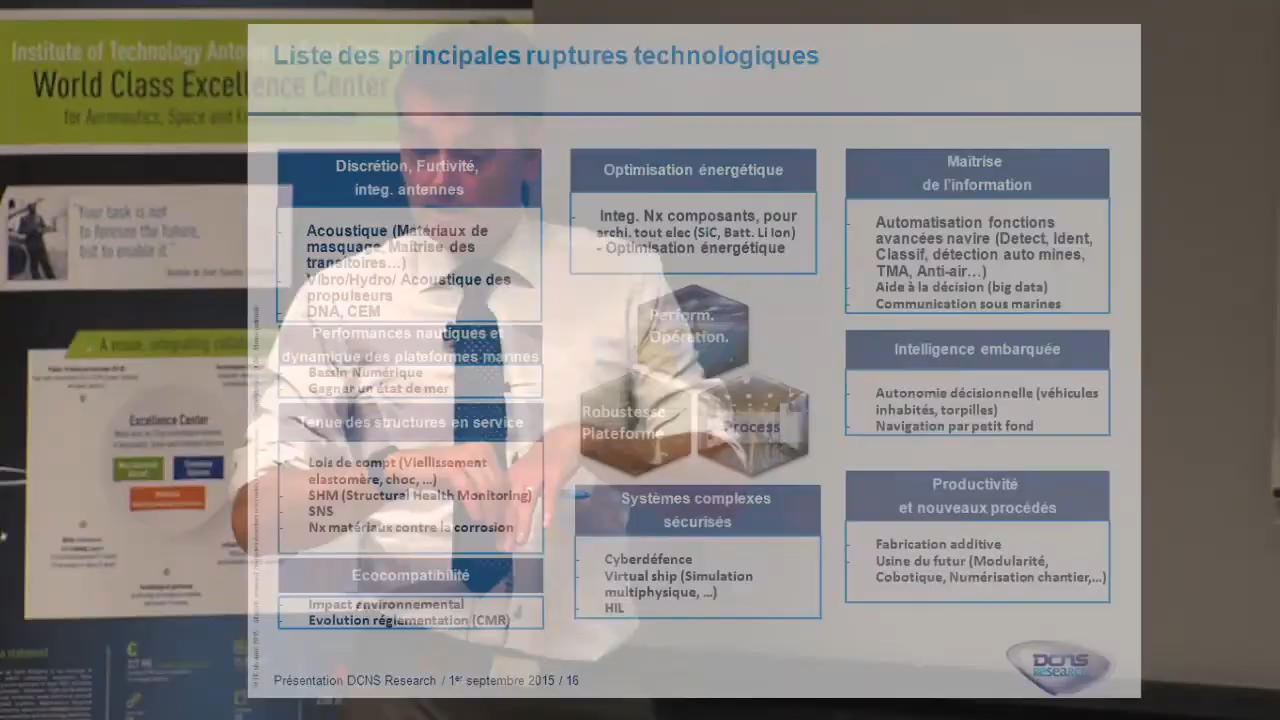 Institute of Technology
World Class Excellence Center
for Aeronautics, Space and
"Your task is not
to foresee the future,
but to enable it."
A vision, integrating
Excellence Center
Liste des principales ruptures technologiques
Discrétion, Furtivité,
integ. antennes
Acoustique (Matériaux de
masquage, Maitrise des
transitoires…)
Vibro/Hydro/ Acoustique des
propulseurs
DNA, CEM
Performances nautiques et
dynamique des plateformes marines
Bassin Numérique
Gagner un état de mer
Tenue des structures en service
Lois de compt (Viellissement
elastomère, choc, …)
SHM (Structural Health Monitoring)
SNS
Nx matériaux contre la corrosion
Ecocompatibilité
Impact environnemental
Evolution réglementation (CMR)
Optimisation énergétique
Integ. Nx composants, pour
archi. tout elec (SiC, Batt. Li Ion)
- Optimisation énergétique
Perform.
Opération.
Robustesse
Plateforme
Process
Systèmes complexes
sécurisés
Cyberdéfence
Virtual ship (Simulation
multiphysique, …)
HIL
Maîtrise
de l'information
Automatisation fonctions
avancées navire (Detect, Ident,
Classif, détection auto mines,
TMA, Anti-air…)
Aide à la décision (big data)
Communication sous marines
Intelligence embarquée
Autonomie décisionnelle (véhicules
inhabités, torpilles)
Navigation par petit fond
Productivité
et nouveaux procédés
Fabrication additive
Usine du futur (Modularité,
Cobotique, Numérisation chantier,…)
Présentation DCNS Research / 1er septembre 2015 / 16
DCNS
RESEARCH